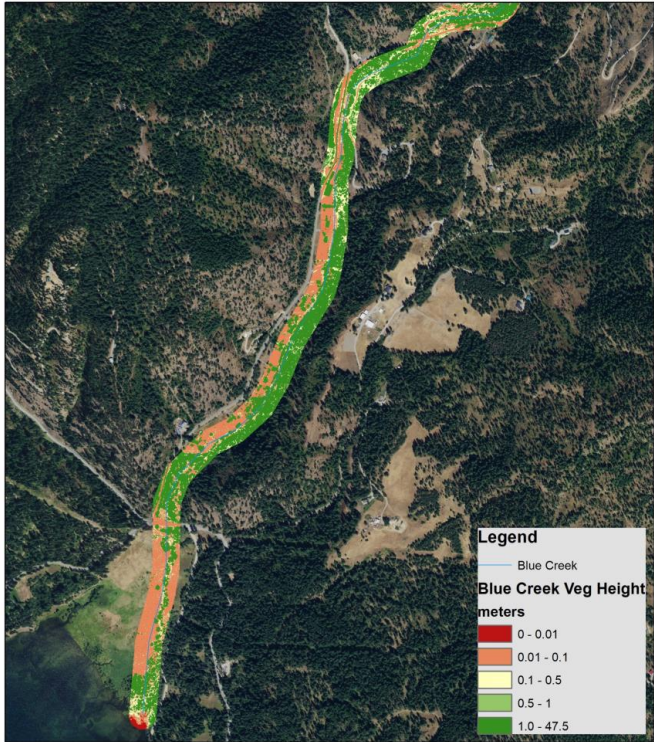 Legend
Blue Creek
Blue Creek Veg Height
meters
0 - 0.01
0.01 - 0.1
0.1 - 0.5
0.5 - 1
1.0 - 47.5